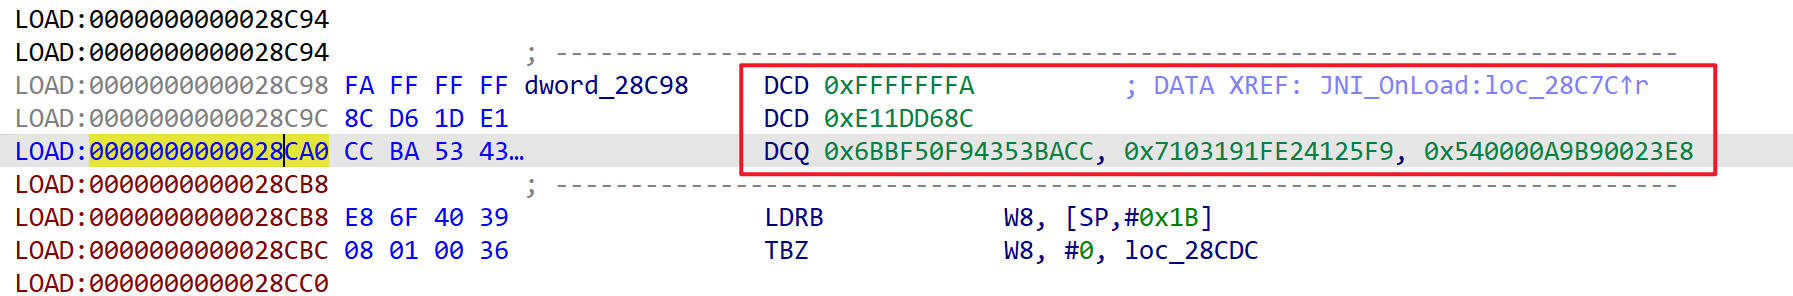 LOAD:0000000000028C94
LOAD:0000000000028C94 ; ---------------------------------------------------------------------------
LOAD:0000000000028C98 FA FF FF FF dword_28C98 DCD 0xFFFFFFFA ; DATA XREF: JNI_OnLoad:loc_28C7C↑r
LOAD:0000000000028C9C 8C D6 1D E1 DCD 0xE11DD68C
LOAD:0000000000028CA0 CC BA 53 43… DCQ 0x6BBF50F94353BACC, 0x7103191FE24125F9, 0x540000A9B90023E8
LOAD:0000000000028CB8 ; ---------------------------------------------------------------------------
LOAD:0000000000028CB8 E8 6F 40 39 LDRB W8, [SP,#0x1B]
LOAD:0000000000028CBC 08 01 00 36 TBZ W8, #0, loc_28CDC
LOAD:0000000000028CC0